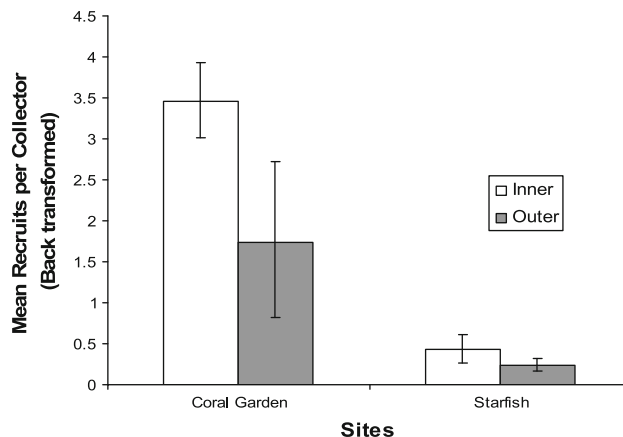 Mean Recruits per Collector
(Back transformed)
4.5
4
3.5
3
2.5
2
1.5
1
0.5
0
Inner
Outer
Coral Garden
Starfish
Sites